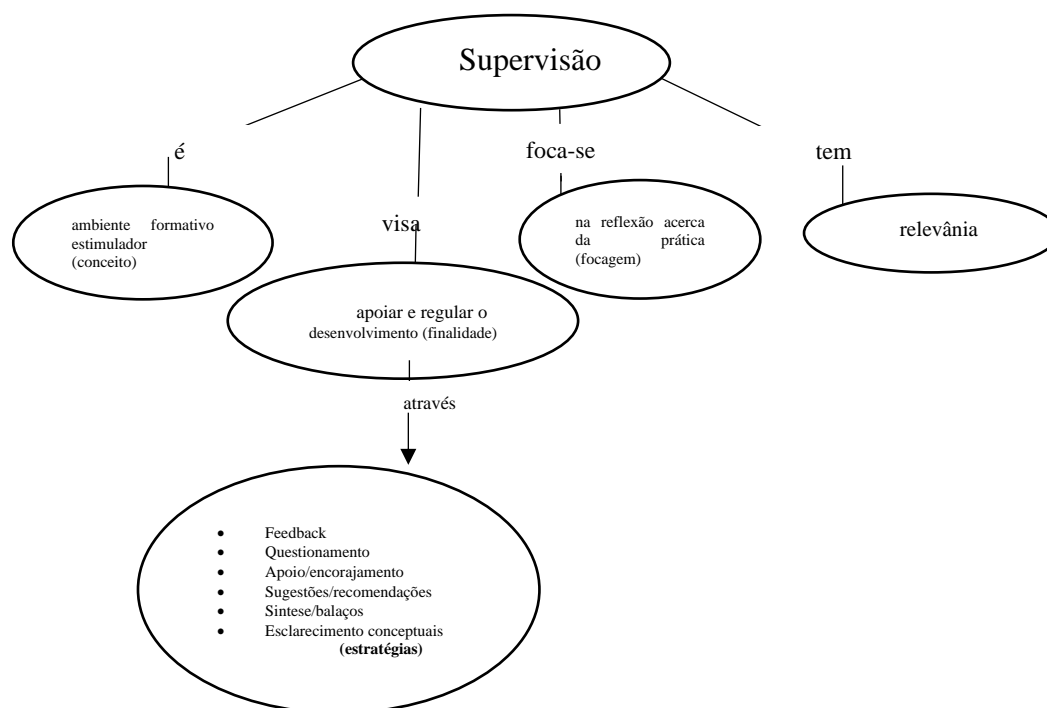 Supervisão
é
foca-se
tem
visa
ambiente formativo
estimulador
(conceito)
na reflexão acerca
da prática
(focagem)
relevânia
apoiar e regular o
desenvolvimento (finalidade)
através
• Feedback
• Questionamento
• Apoio/encorajamento
• Sugestões/recomendações
• Sintese/balaços
• Esclarecimento conceptuais
(estratégias)